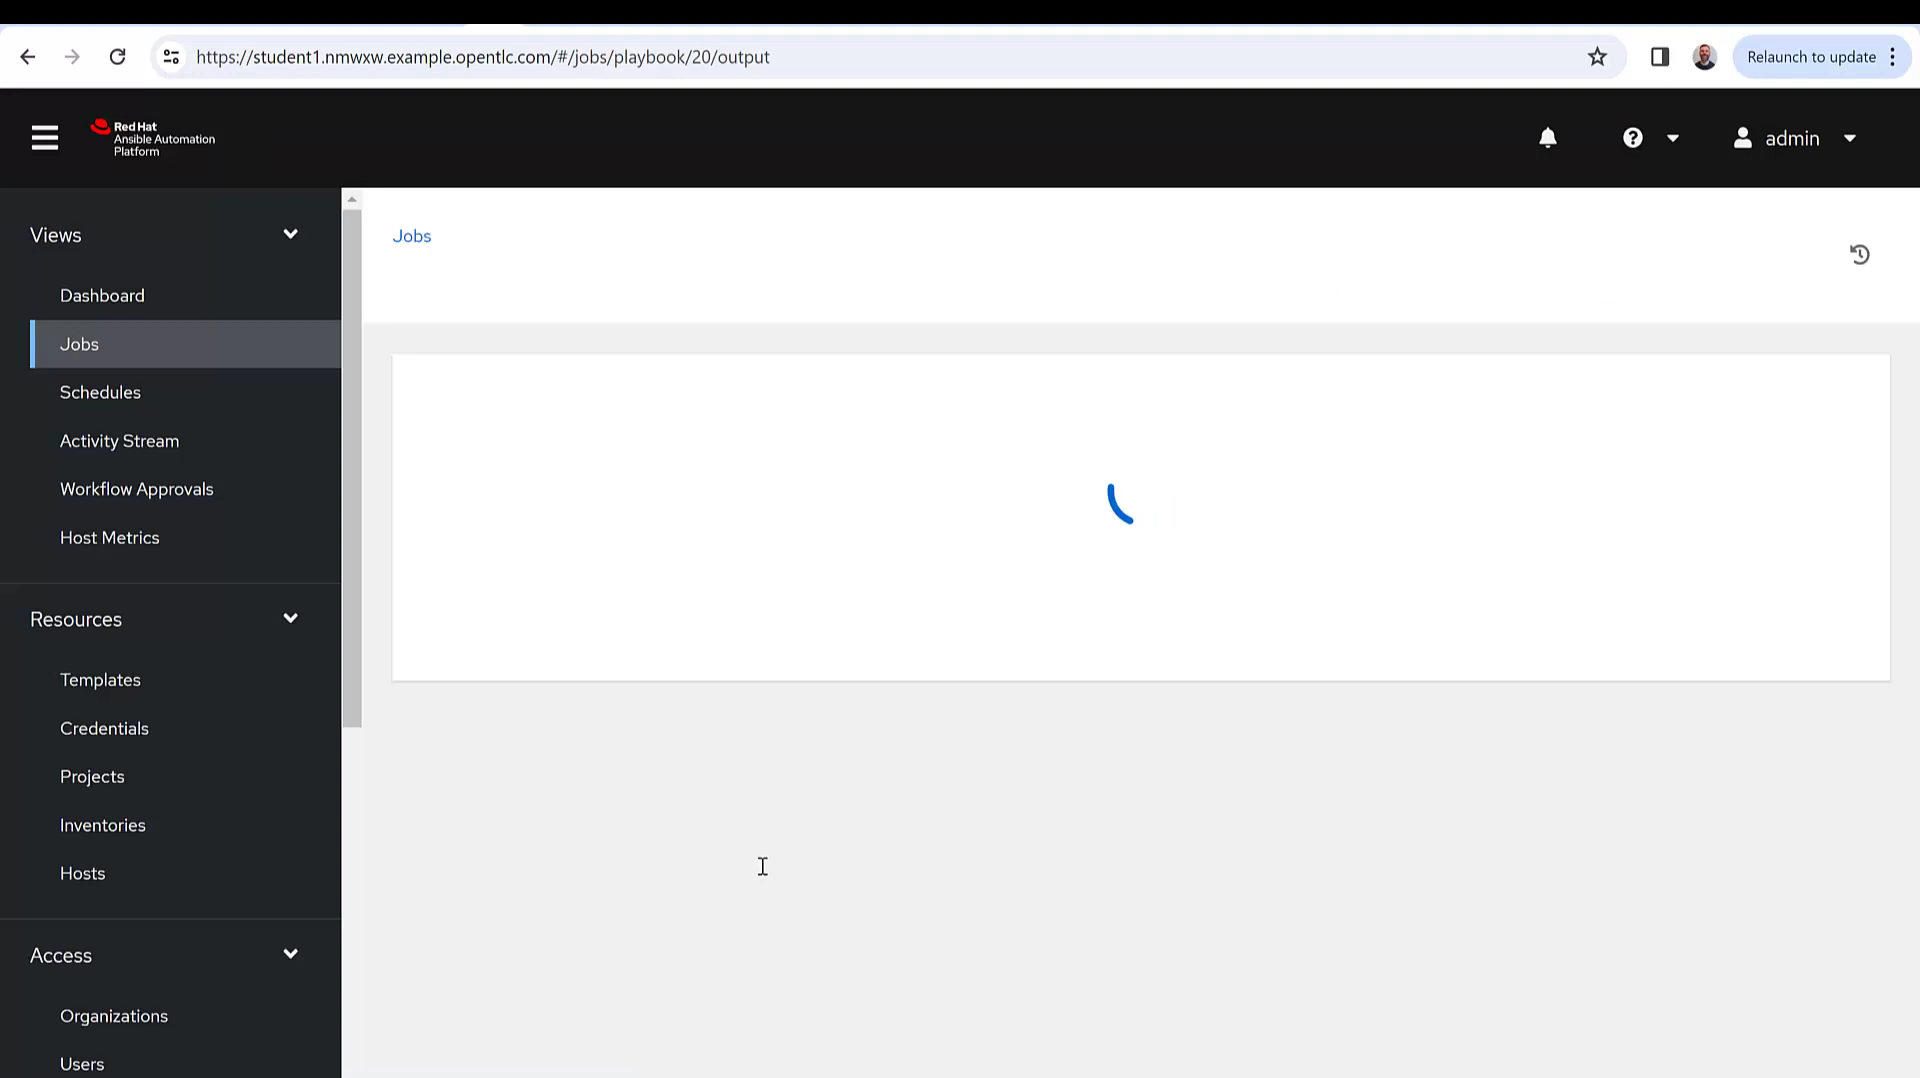 https://student1.nmwxw.example.opentlc.com/#/jobs/playbook/20/output
Relaunch to update
Red Hat
Ansible Automation
Platform
admin
Views
Dashboard
Jobs
Schedules
Activity Stream
Workflow Approvals
Host Metrics
Resources
Templates
Credentials
Projects
Inventories
Hosts
Access
Organizations
Users
Jobs